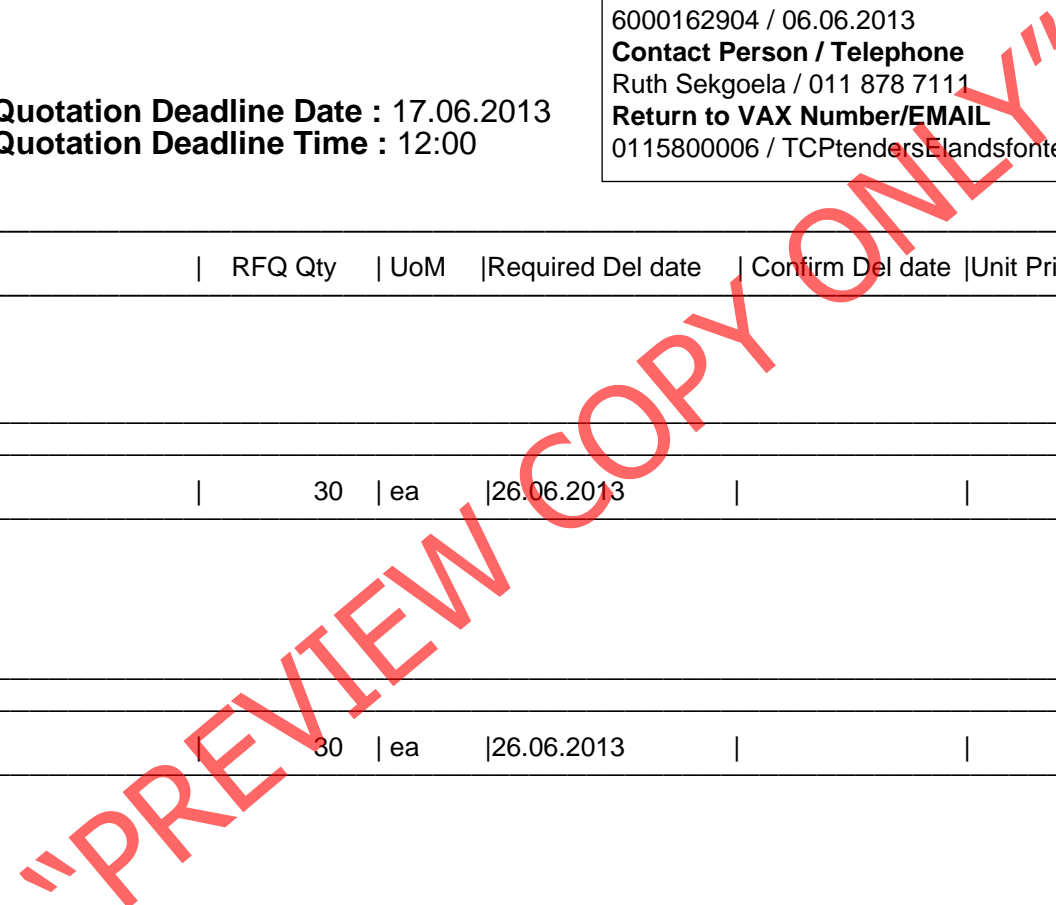 6000162904 / 06.06.2013
Contact Person / Telephone
Ruth Sekgoela / 011 878 7111
Return to VAX Number/EMAIL
0115800006 / TCPtendersElandsfonte
Quotation Deadline Date : 17.06.2013
Quotation Deadline Time : 12:00
| RFQ Qty | UoM |Required Del date | Confirm Del date |Unit Pri
| 30 | ea |26.06.2013 | |
| 30 | ea |26.06.2013 | |
"PREVIEW COPY ONLY"